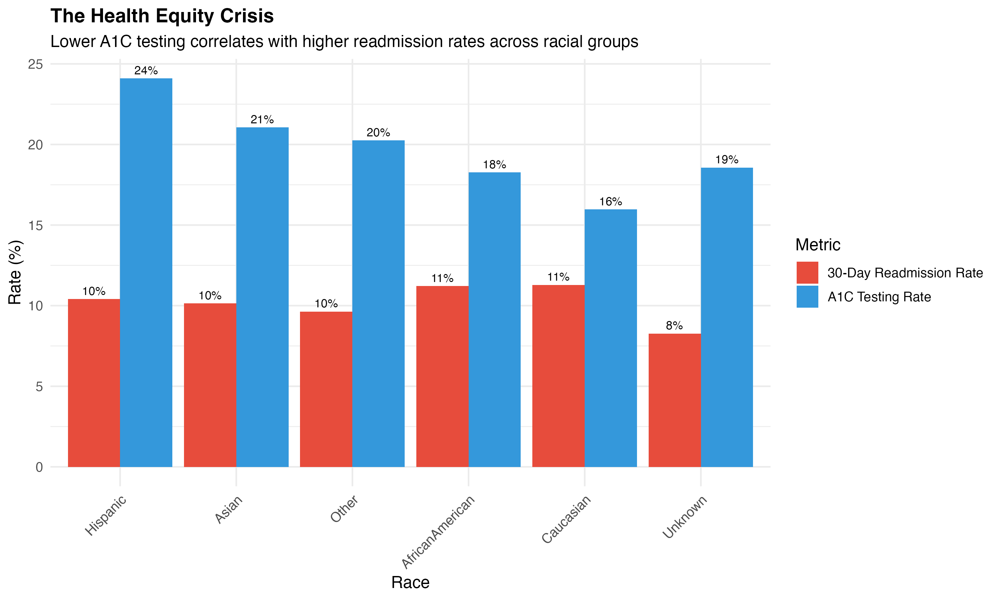 The Health Equity Crisis
Lower A1C testing correlates with higher readmission rates across racial groups
Rate (%)
25
20
15
10
5
0
10%
24%
10%
21%
10%
20%
11%
18%
11%
16%
8%
19%
Hispanic
Asian
Other
AfricanAmerican
Caucasian
Unknown
Race
Metric
30-Day Readmission Rate
A1C Testing Rate